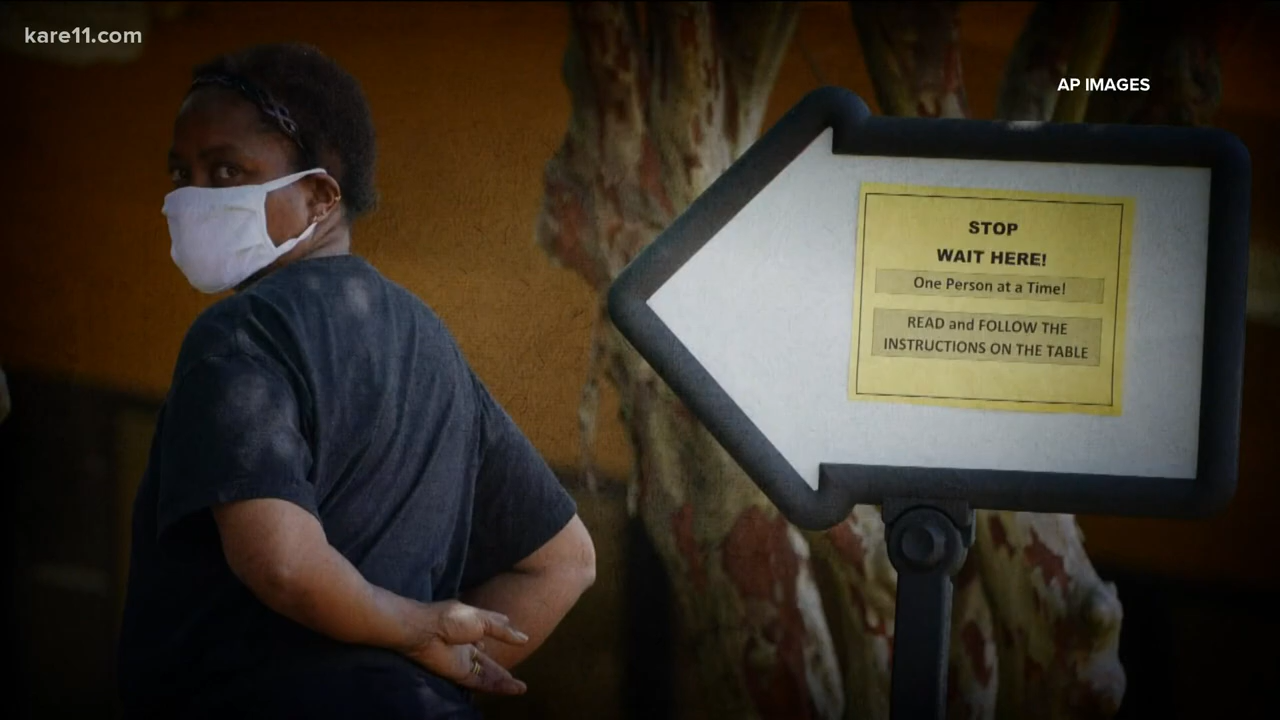 kare11.com
AP IMAGES
STOP
WAIT HERE!
One Person at a Time!
READ and FOLLOW THE
INSTRUCTIONS ON THE TABLE